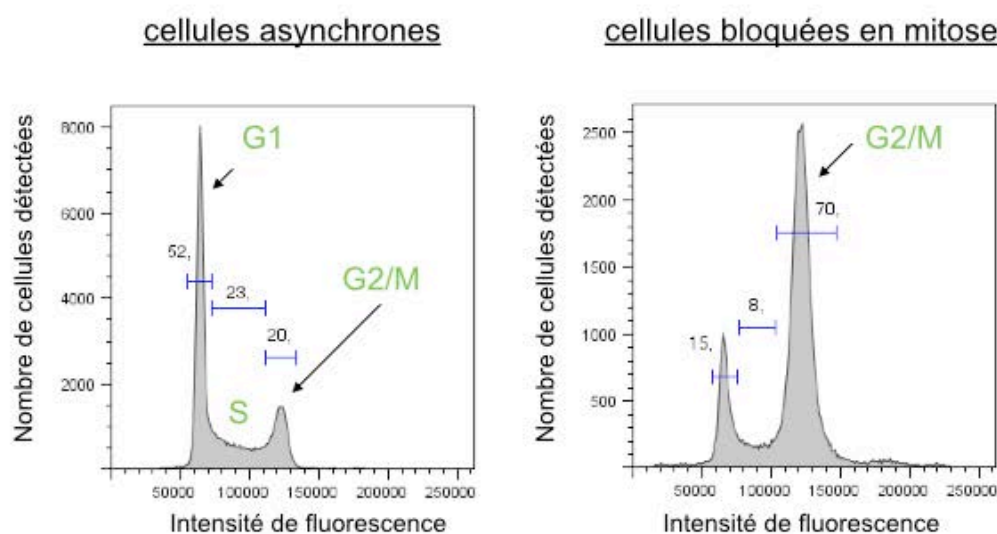 cellules asynchrones
Nombre de cellules détectées
8000
6000
4000
2000
G1
52,
23,
G2/M
20,
S
50000 100000 150000 200000 250000
Intensité de fluorescence
cellules bloquées en mitose
Nombre de cellules détectées
2500
2000
1500
1000
500
G2/M
70,
8,
15,
50000 100000 150000 200000 250000
Intensité de fluorescence